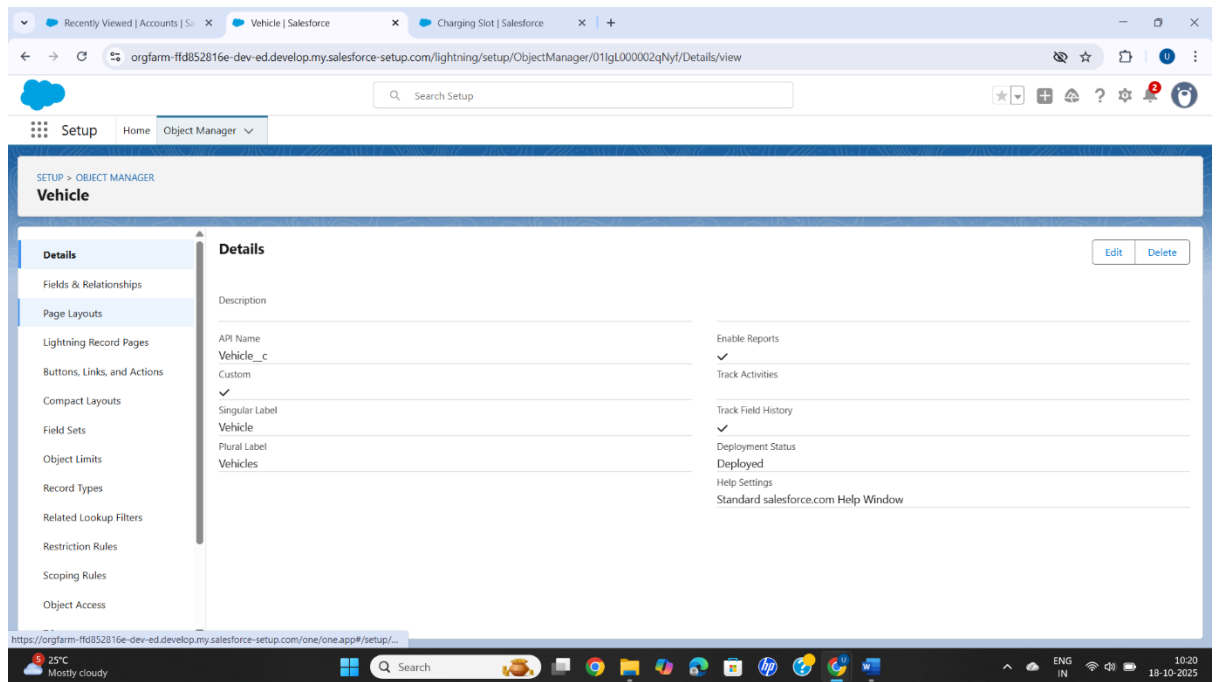 Recently Viewed | Accounts | Sa
Vehicle | Salesforce
Charging Slot | Salesforce
orgfarm-ffd852816e-dev-ed.develop.my.salesforce-setup.com/lightning/setup/ObjectManager/01IgL000002qNyf/Details/view
U
Search Setup
2
Setup
Home
Object Manager
SETUP > OBJECT MANAGER
Vehicle
Details
Fields & Relationships
Page Layouts
Lightning Record Pages
Buttons, Links, and Actions
Compact Layouts
Field Sets
Object Limits
Record Types
Related Lookup Filters
Restriction Rules
Scoping Rules
Object Access
Details
Edit
Delete
Description
API Name
Vehicle__c
Custom
Singular Label
Vehicle
Plural Label
Vehicles
Enable Reports
Track Activities
Track Field History
Deployment Status
Deployed
Help Settings
Standard salesforce.com Help Window
https://orgfarm-ffd852816e-dev-ed.develop.my.salesforce-setup.com/one/one.app#/setup/...
5
25°C
Mostly cloudy
Search
hp
U
W
ENG
IN
10:20
18-10-2025